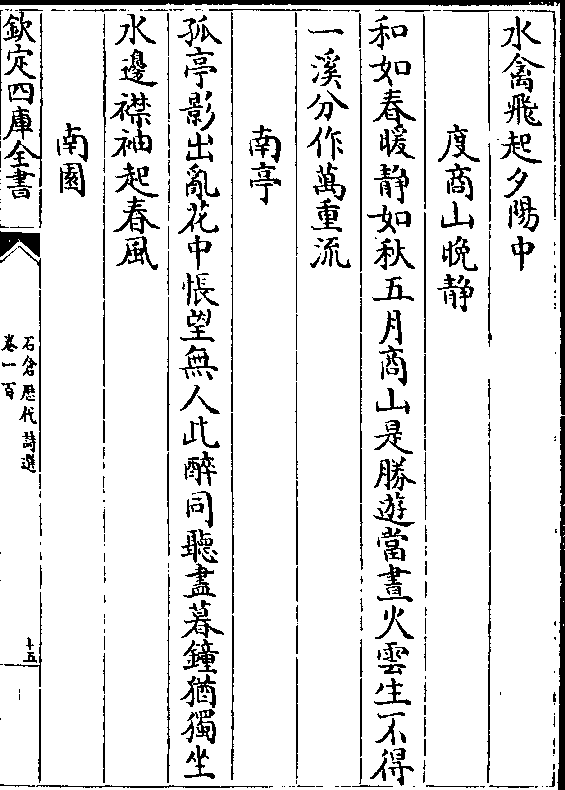 水禽飛起夕陽中
度商山晚静
和如春暖静如秋五月商山是勝遊當晝火雲生不得
一溪分作萬重流
南亭
孤亭影出亂花中悵望無人此醉同聽盡暮鐘猶獨坐
水邊襟袖起春風
南園
欽定四庫全書
石倉歷代詩選
卷一百
十五